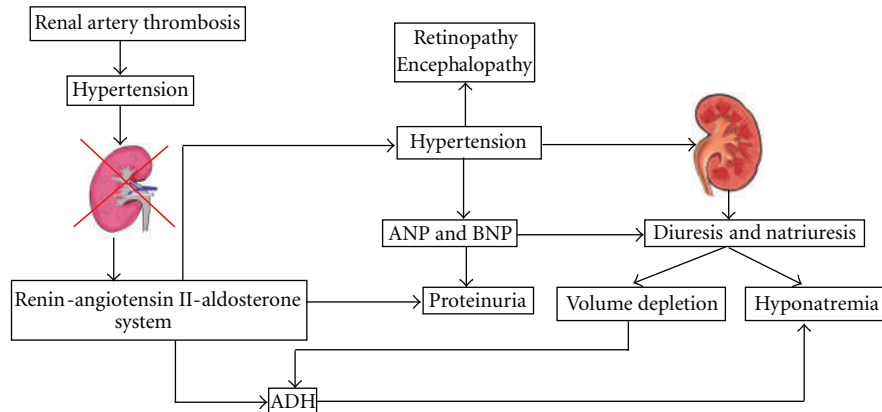 Renal artery thrombosis
Hypertension
Retinopathy
Encephalopathy
Hypertension
ANP and BNP
Diuresis and natriuresis
Renin-angiotensin II-aldosterone
system
Proteinuria
Volume depletion
Hyponatremia
ADH